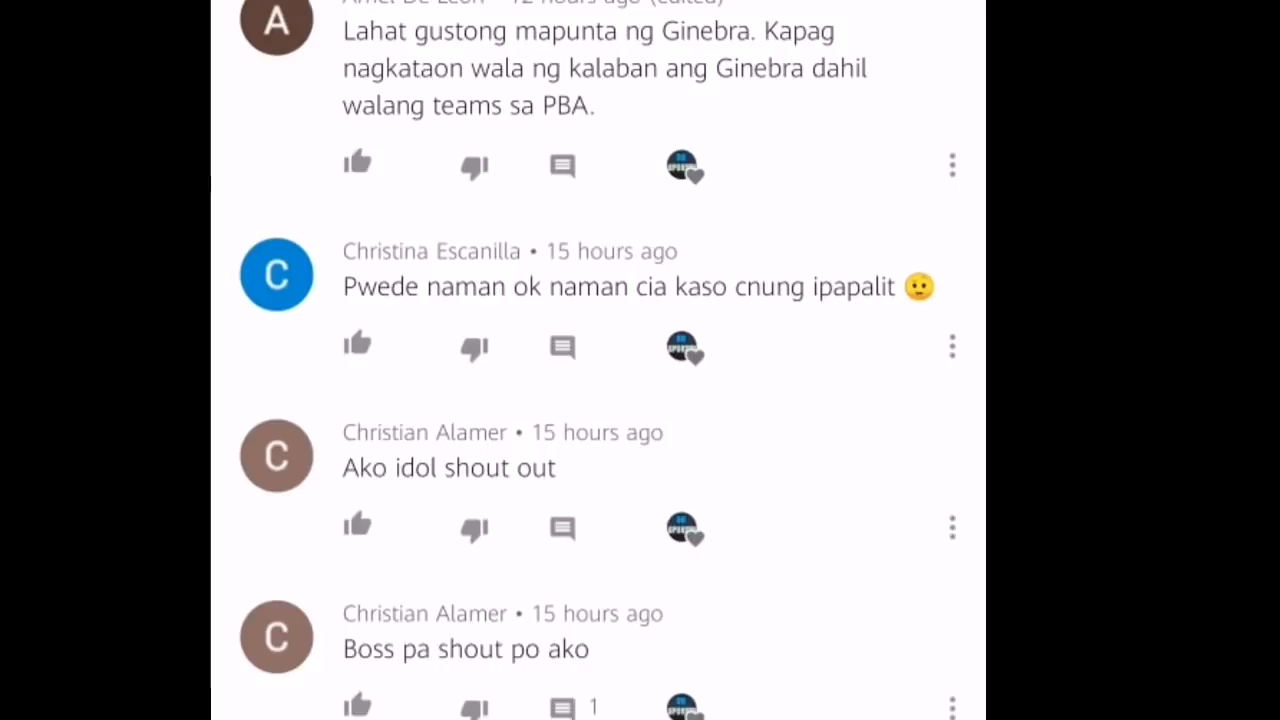 Lahat gustong mapunta ng Ginebra. Kapag
nagkataon wala ng kalaban ang Ginebra dahil
walang teams sa PBA.
Christina Escanilla • 15 hours ago
Pwede naman ok naman cia kaso cnung ipapalit 🫡
Christian Alamer • 15 hours ago
Ako idol shout out
Christian Alamer • 15 hours ago
Boss pa shout po ako
1